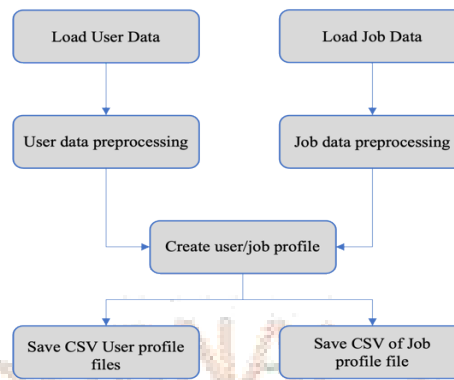 Load User Data
Load Job Data
User data preprocessing
Job data preprocessing
Create user/job profile
Save CSV User profile
files
Save CSV of Job
profile file